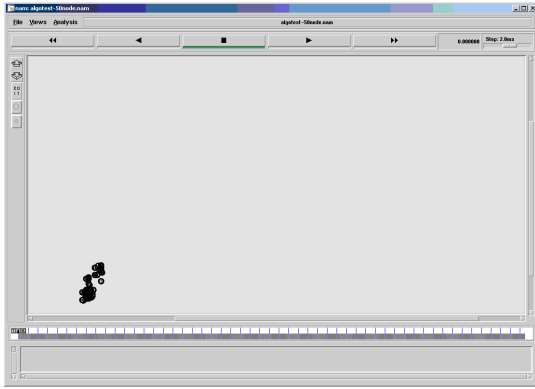 nam: algotest-50node.nam
File Views Analysis algotest-50node.nam
0.000000 Step: 2.0ms